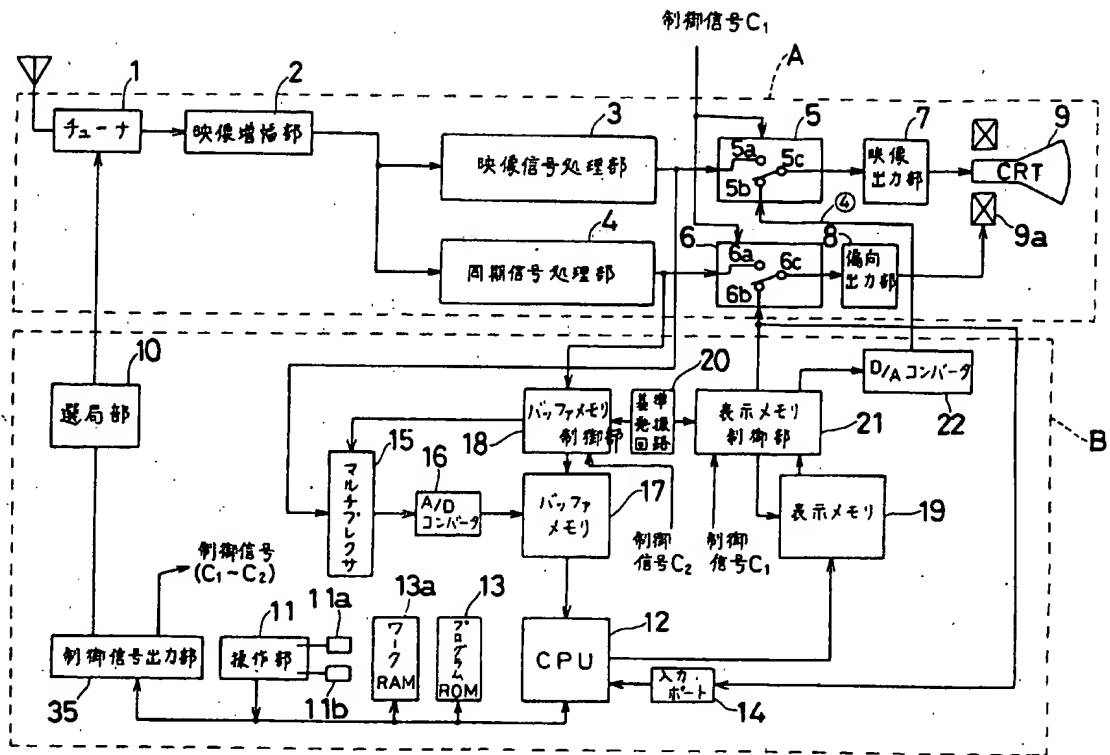 制御信号C₁
A
1
2
3
5
7
9
チューナ
映像増幅部
映像信号処理部
5a
5b
5c
映像
出力部
CRT
④
4
6
8
9a
同期信号処理部
6a
6b
6c
偏向
出力部
10
選局部
20
18
バッファメモリ
制御部
基準
発振
回路
表示メモリ
制御部
21
D/Aコンバータ
22
B
15
マルチプレクサ
16
A/D
コンバータ
17
バッファ
メモリ
表示メモリ
19
制御
信号C₂
制御
信号C₁
制御信号
(C₁~C₂)
制御信号出力部
35
11
操作部
11a
11b
13a
ワーク
RAM
13
プログラム
ROM
12
CPU
入力
ポート
14